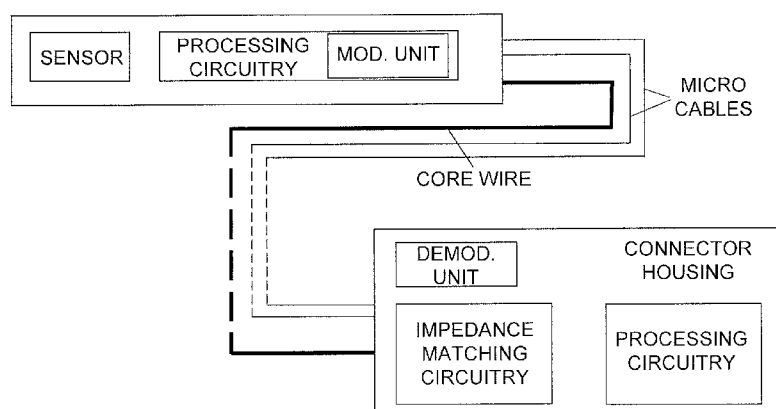 SENSOR
PROCESSING
CIRCUITRY
MOD. UNIT
MICRO
CABLES
CORE WIRE
DEMOD.
UNIT
CONNECTOR
HOUSING
IMPEDANCE
MATCHING
CIRCUITRY
PROCESSING
CIRCUITRY